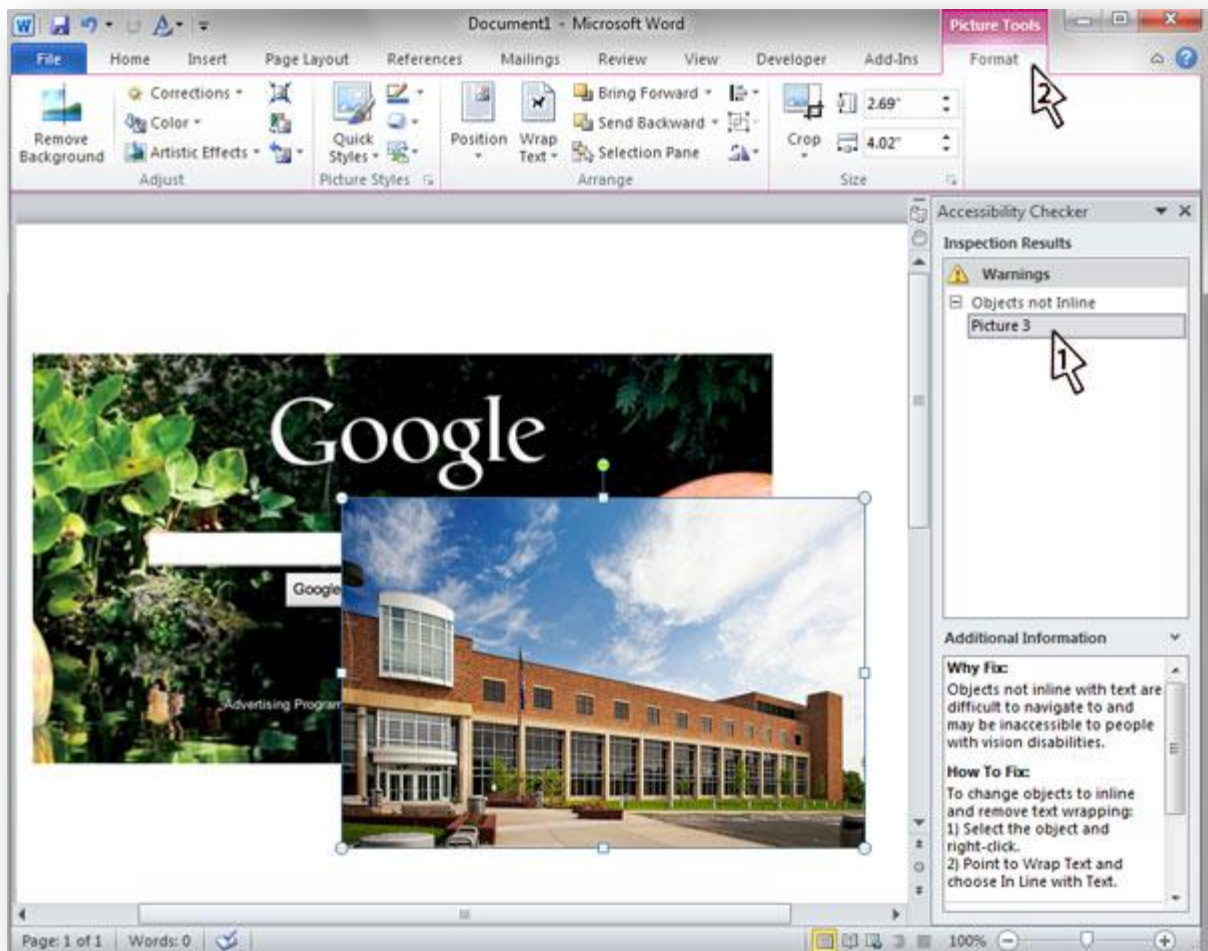 Document1 - Microsoft Word
Picture Tools
File Home Insert Page Layout References Mailings Review View Developer Add-Ins Format
Remove Background
Corrections
Color
Artistic Effects
Adjust
Quick Styles
Picture Styles
Position
Wrap Text
Bring Forward
Send Backward
Selection Pane
Arrange
Crop
2.69"
4.02"
Size
2
Accessibility Checker
Inspection Results
Warnings
Objects not Inline
Picture 3
1
Google
Google
Advertising Program
Additional Information
Why Fix:
Objects not inline with text are
difficult to navigate to and
may be inaccessible to people
with vision disabilities.
How To Fix:
To change objects to inline
and remove text wrapping:
1) Select the object and
right-click.
2) Point to Wrap Text and
choose In Line with Text.
Page: 1 of 1 Words: 0 100%